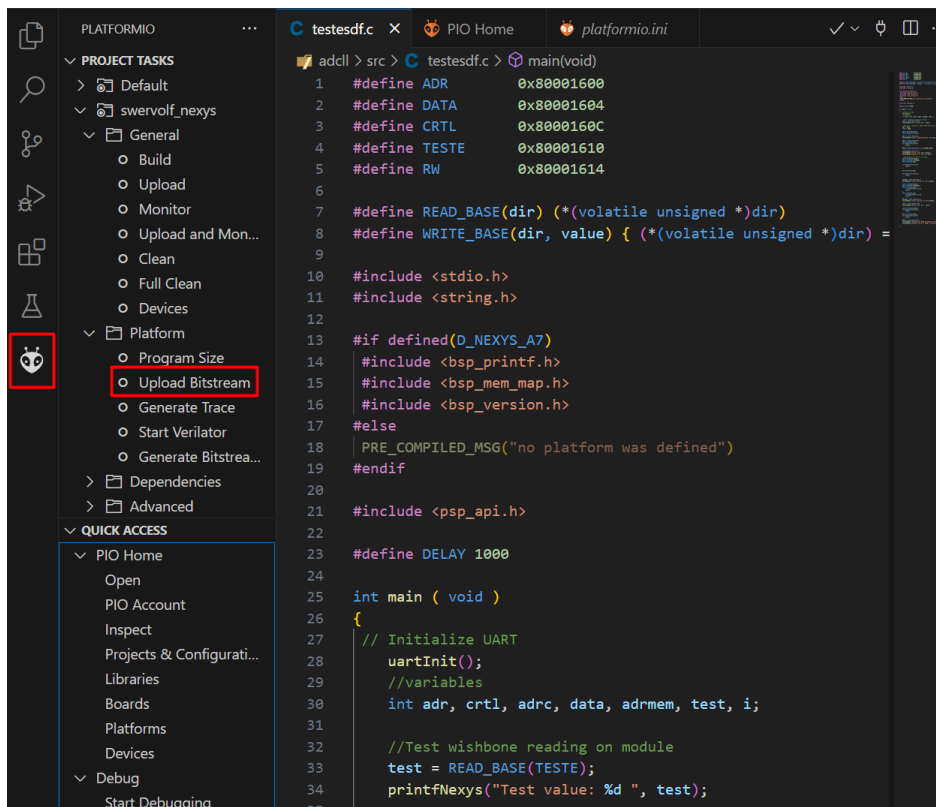 PLATFORMIO ...
PROJECT TASKS
Default
swervolf_nexys
General
Build
Upload
Monitor
Upload and Mon...
Clean
Full Clean
Devices
Platform
Program Size
Upload Bitstream
Generate Trace
Start Verilator
Generate Bitstrea...
Dependencies
Advanced
QUICK ACCESS
PIO Home
Open
PIO Account
Inspect
Projects & Configurati...
Libraries
Boards
Platforms
Devices
Debug
Start Debugging
C testesdf.c PIO Home platformio.ini
adcll > src > C testesdf.c > main(void)
1 #define ADR 0x80001600
2 #define DATA 0x80001604
3 #define CRTL 0x8000160C
4 #define TESTE 0x80001610
5 #define RW 0x80001614
6
7 #define READ_BASE(dir) (*(volatile unsigned *)dir)
8 #define WRITE_BASE(dir, value) { (*(volatile unsigned *)dir) =
9
10 #include <stdio.h>
11 #include <string.h>
12
13 #if defined(D_NEXYS_A7)
14 #include <bsp_printf.h>
15 #include <bsp_mem_map.h>
16 #include <bsp_version.h>
17 #else
18 PRE_COMPILED_MSG("no platform was defined")
19 #endif
20
21 #include <psp_api.h>
22
23 #define DELAY 1000
24
25 int main ( void )
26 {
27 // Initialize UART
28 uartInit();
29 //variables
30 int adr, crtl, adrc, data, adrmem, test, i;
31
32 //Test wishbone reading on module
33 test = READ_BASE(TESTE);
34 printfNexys("Test value: %d ", test);